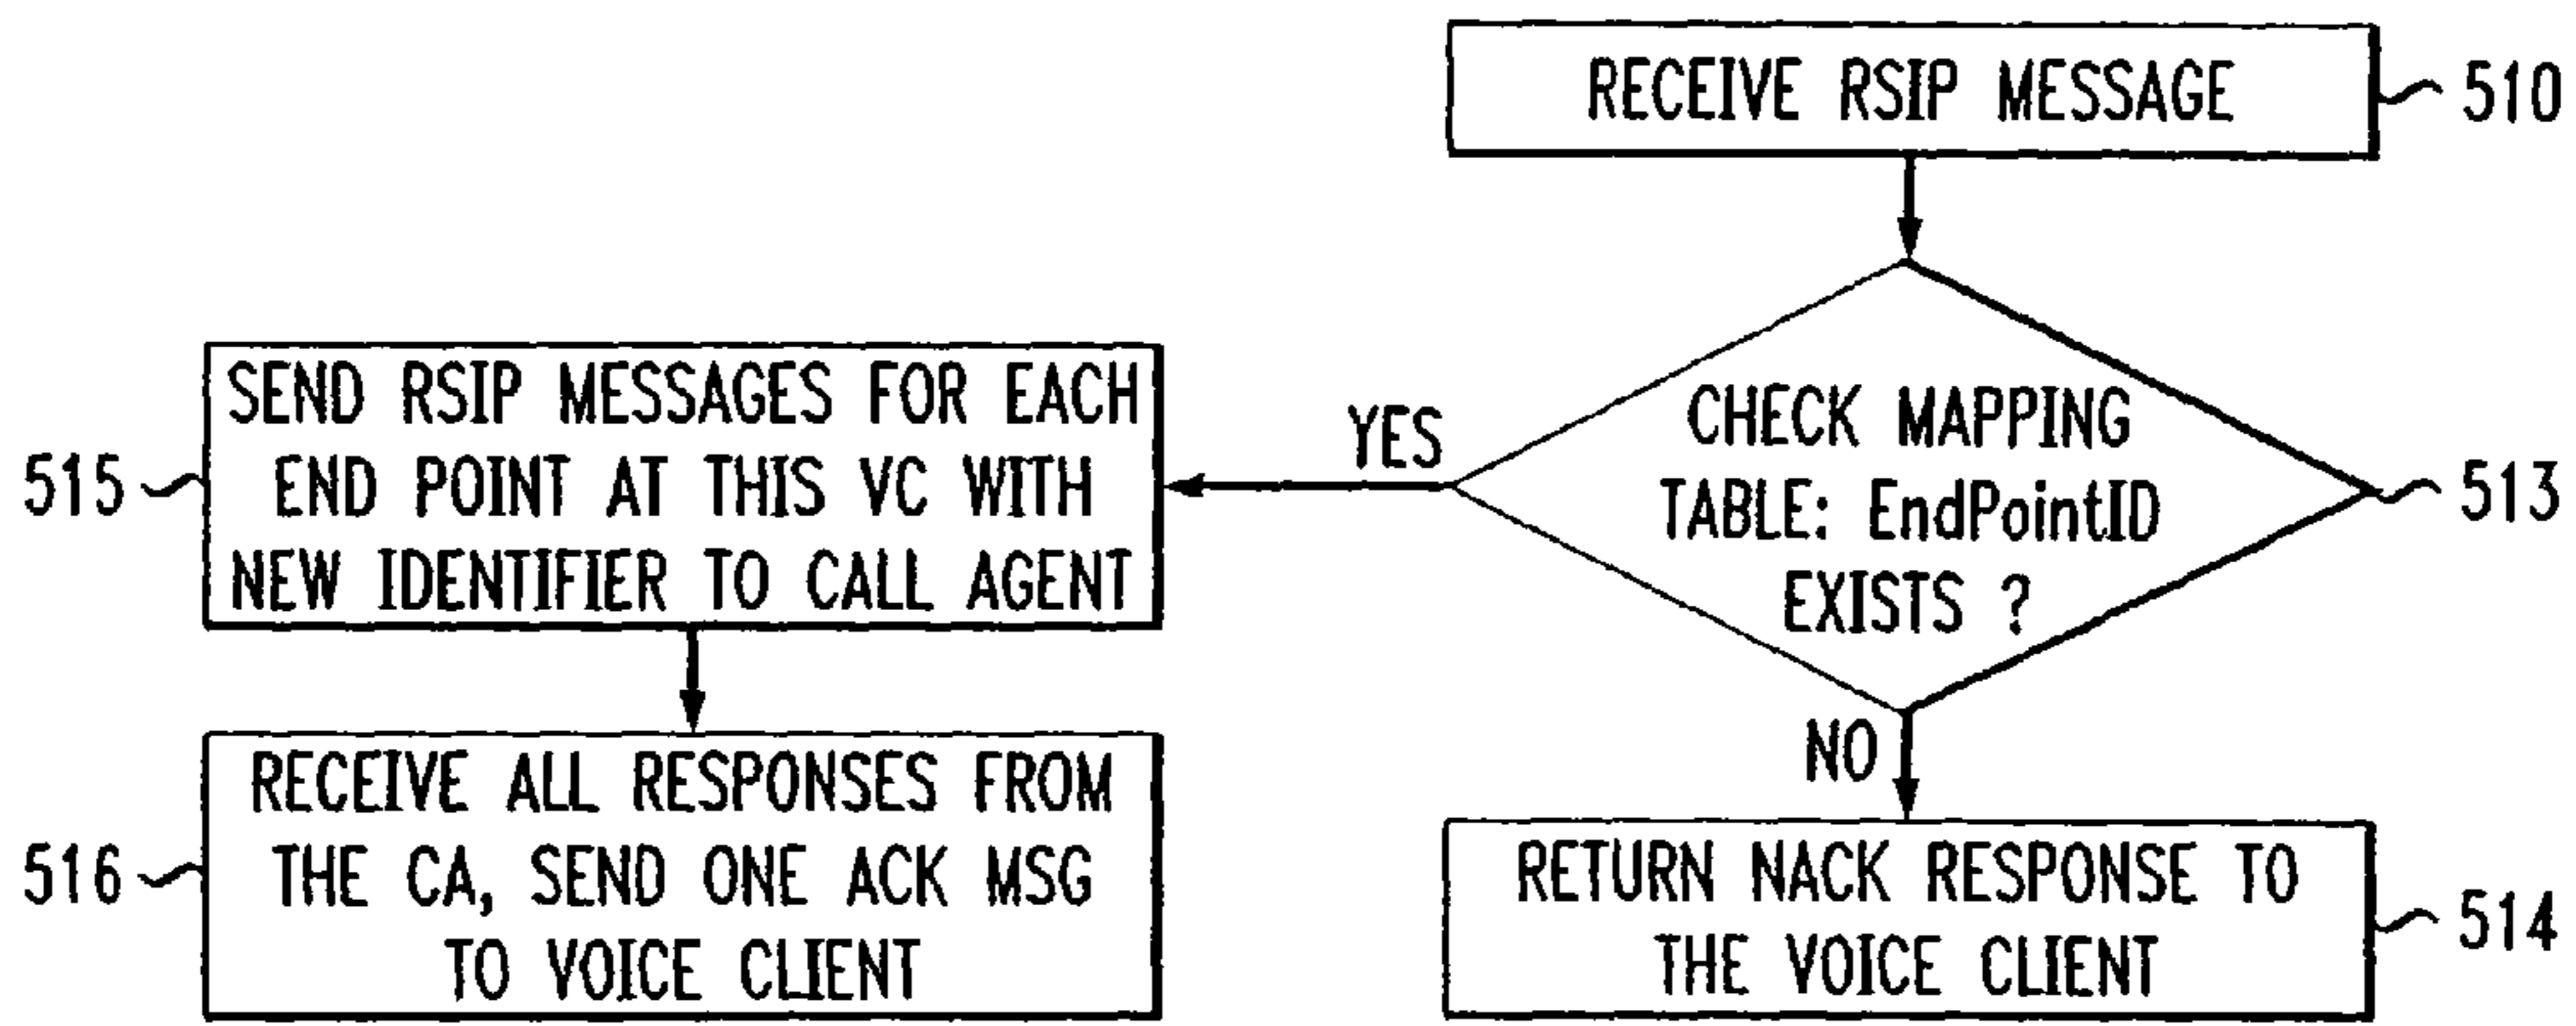 RECEIVE RSIP MESSAGE
510
CHECK MAPPING
TABLE: EndPointID
EXISTS ?
513
YES
NO
SEND RSIP MESSAGES FOR EACH
END POINT AT THIS VC WITH
NEW IDENTIFIER TO CALL AGENT
515
RECEIVE ALL RESPONSES FROM
THE CA, SEND ONE ACK MSG
TO VOICE CLIENT
516
RETURN NACK RESPONSE TO
THE VOICE CLIENT
514